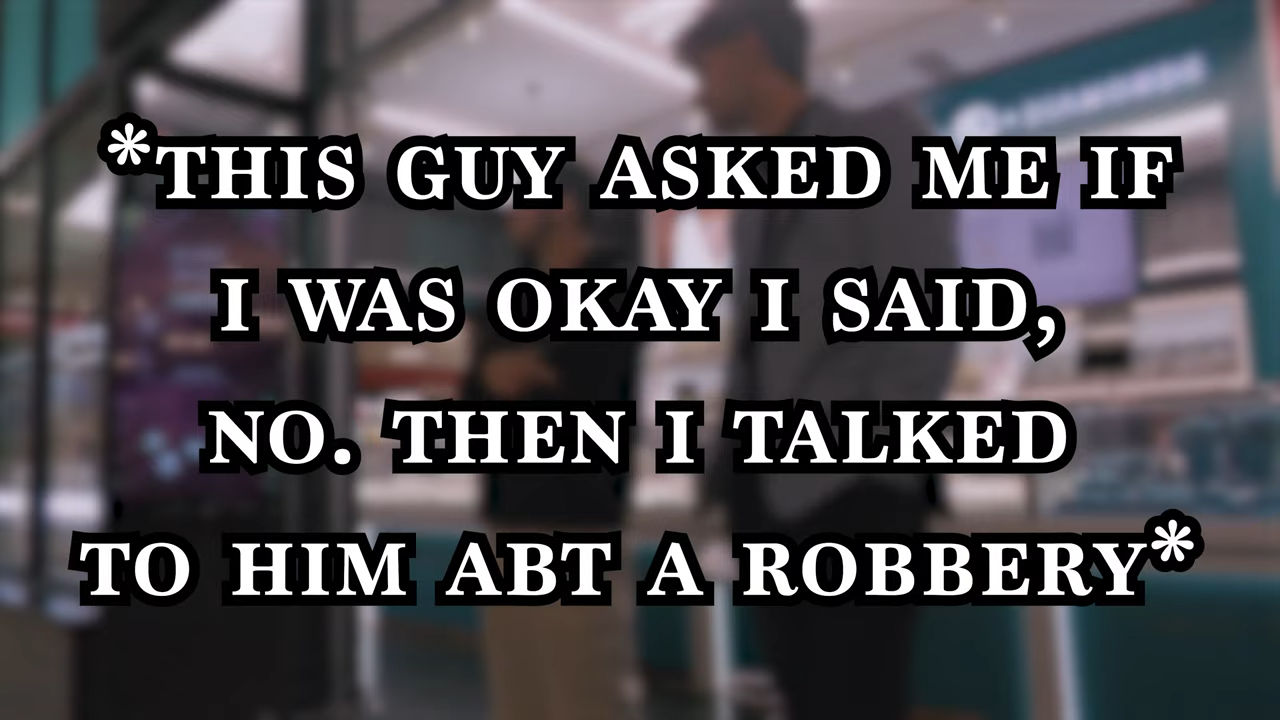 *THIS GUY ASKED ME IF
I WAS OKAY I SAID,
NO. THEN I TALKED
TO HIM ABT A ROBBERY*